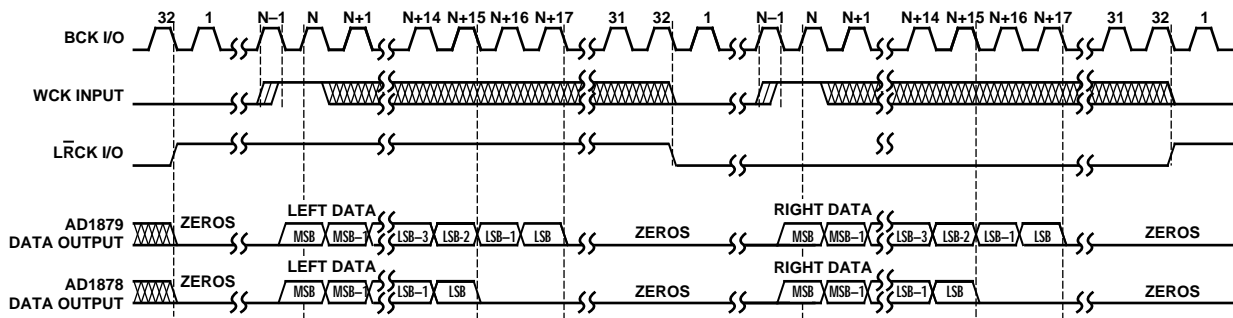 32 1 N–1 N N+1 N+14 N+15 N+16 N+17 31 32 1 N–1 N N+1 N+14 N+15 N+16 N+17 31 32 1
BCK I/O
WCK INPUT
LR̅CK I/O
LEFT DATA RIGHT DATA
AD1879 ZEROS ZEROS ZEROS
DATA OUTPUT MSB MSB–1 LSB–3 LSB-2 LSB–1 LSB MSB MSB–1 LSB–3 LSB-2 LSB–1 LSB
LEFT DATA RIGHT DATA
AD1878 ZEROS ZEROS ZEROS
DATA OUTPUT MSB MSB–1 LSB–1 LSB MSB MSB–1 LSB–1 LSB